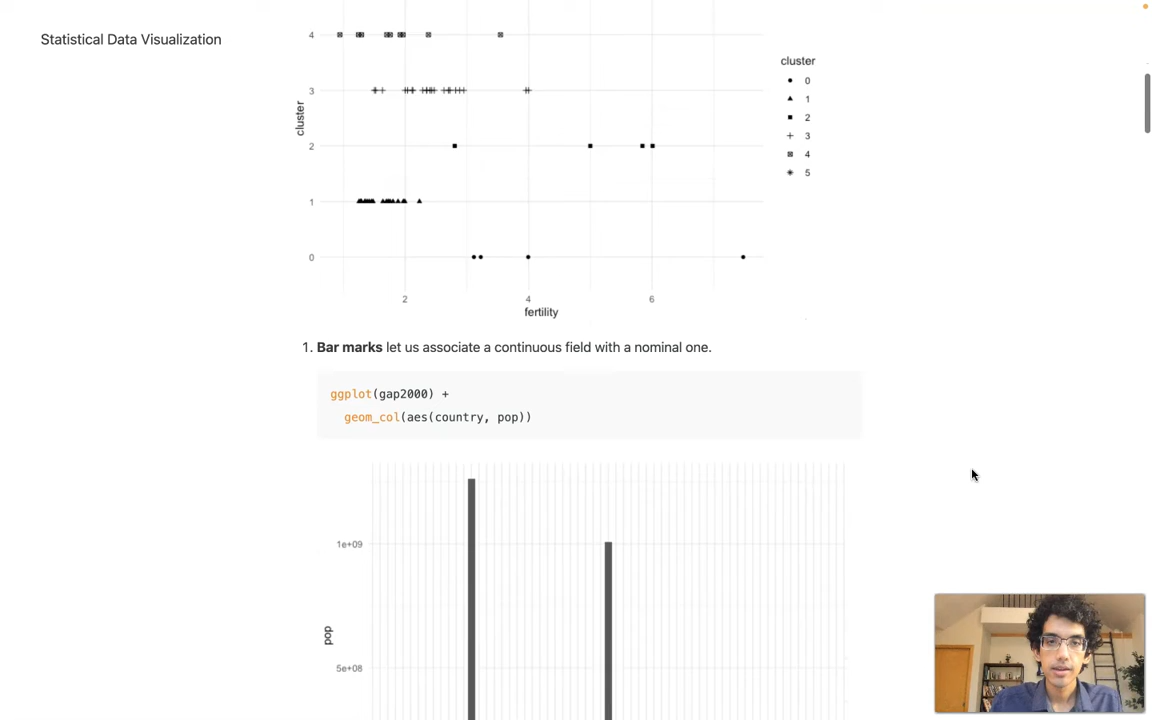 Statistical Data Visualization
4
3
2
1
0
cluster
2
4
6
fertility
cluster
0
1
2
3
4
5
1. Bar marks let us associate a continuous field with a nominal one.
ggplot(gap2000) +
geom_col(aes(country, pop))
1e+09
5e+08
pop